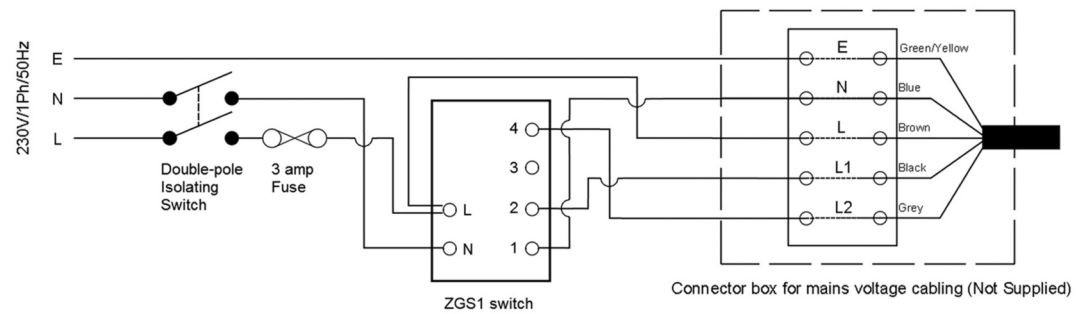 230V/1Ph/50Hz
E
N
L
Double-pole
Isolating
Switch
3 amp
Fuse
4
3
2
1
L
N
ZGS1 switch
E
N
L
L1
L2
Green/Yellow
Blue
Brown
Black
Grey
Connector box for mains voltage cabling (Not Supplied)